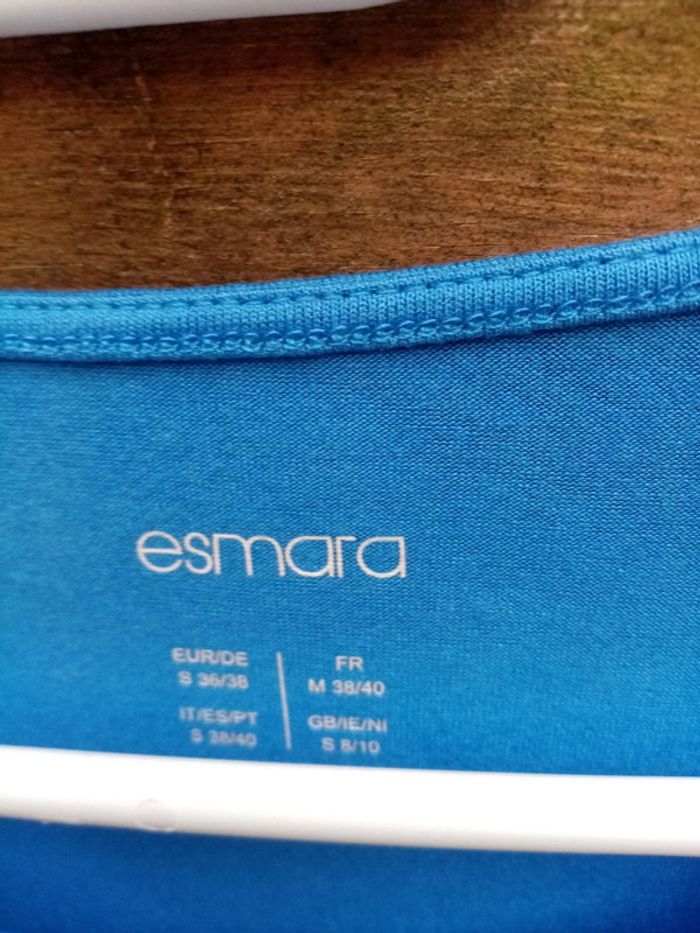 esmara
EUR/DE
S 36/38
IT/ES/PT
S 38/40
FR
M 38/40
GB/IE/NI
S 8/10